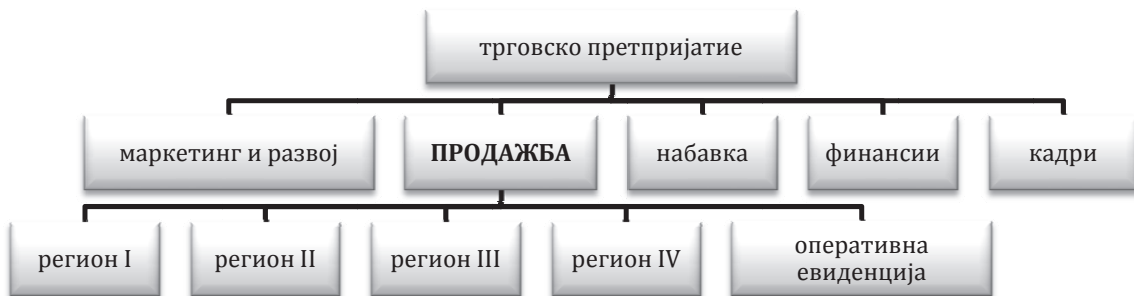 трговско претпријатие
маркетинг и развој
ПРОДАЖБА
набавка
финансии
кадри
регион I
регион II
регион III
регион IV
оперативна
евиденција